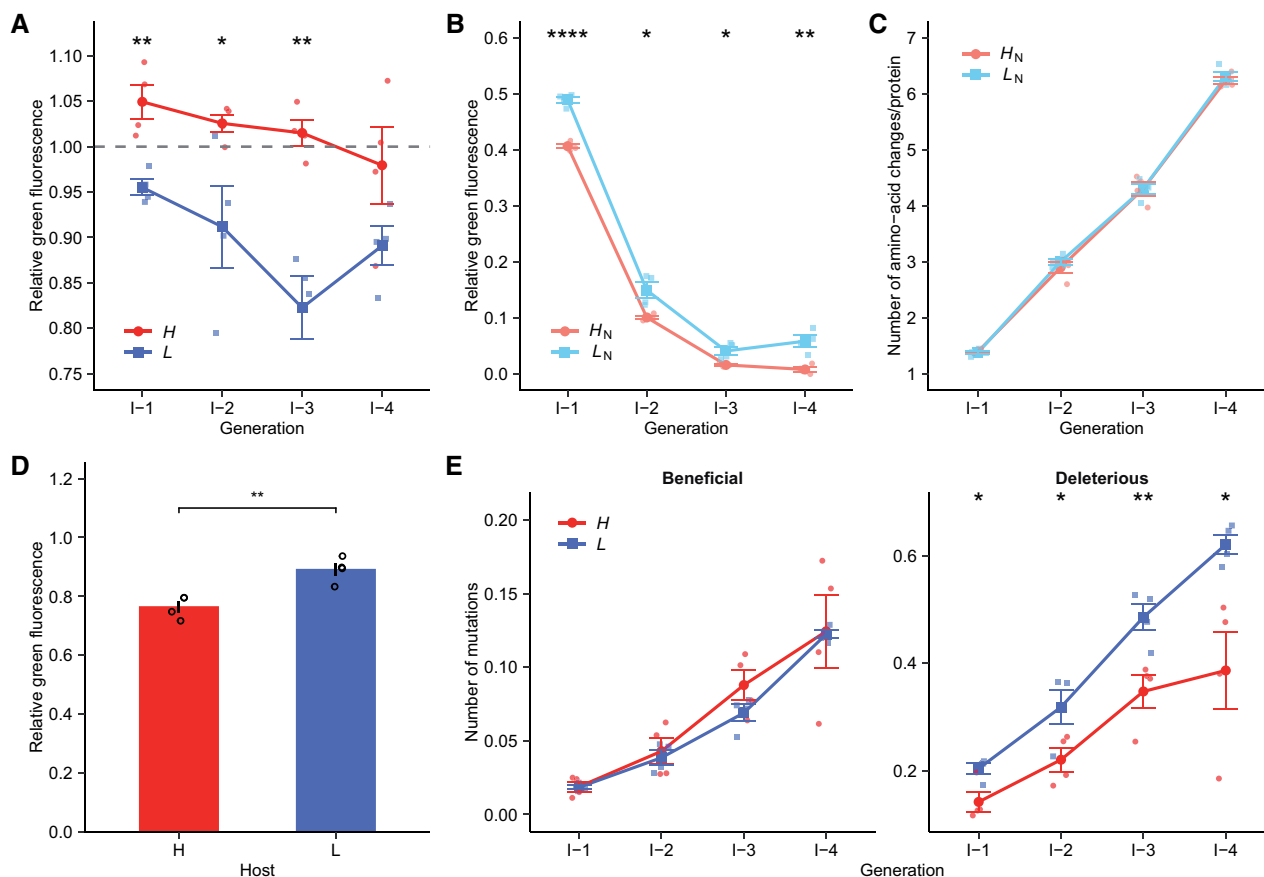 A
** * **
Relative green fluorescence
1.10
1.05
1.00
0.95
0.90
0.85
0.80
0.75
H
L
I−1 I−2 I−3 I−4
Generation
B
**** * * **
Relative green fluorescence
0.6
0.5
0.4
0.3
0.2
0.1
0.0
HN
LN
I−1 I−2 I−3 I−4
Generation
C
Number of amino−acid changes/protein
7
6
5
4
3
2
1
HN
LN
I−1 I−2 I−3 I−4
Generation
D
**
Relative green fluorescence
1.2
1.0
0.8
0.6
0.4
0.2
0.0
H L
Host
E
Beneficial
Number of mutations
0.20
0.15
0.10
0.05
0.00
H
L
I−1 I−2 I−3 I−4
Deleterious
* * ** *
0.6
0.4
0.2
I−1 I−2 I−3 I−4
Generation